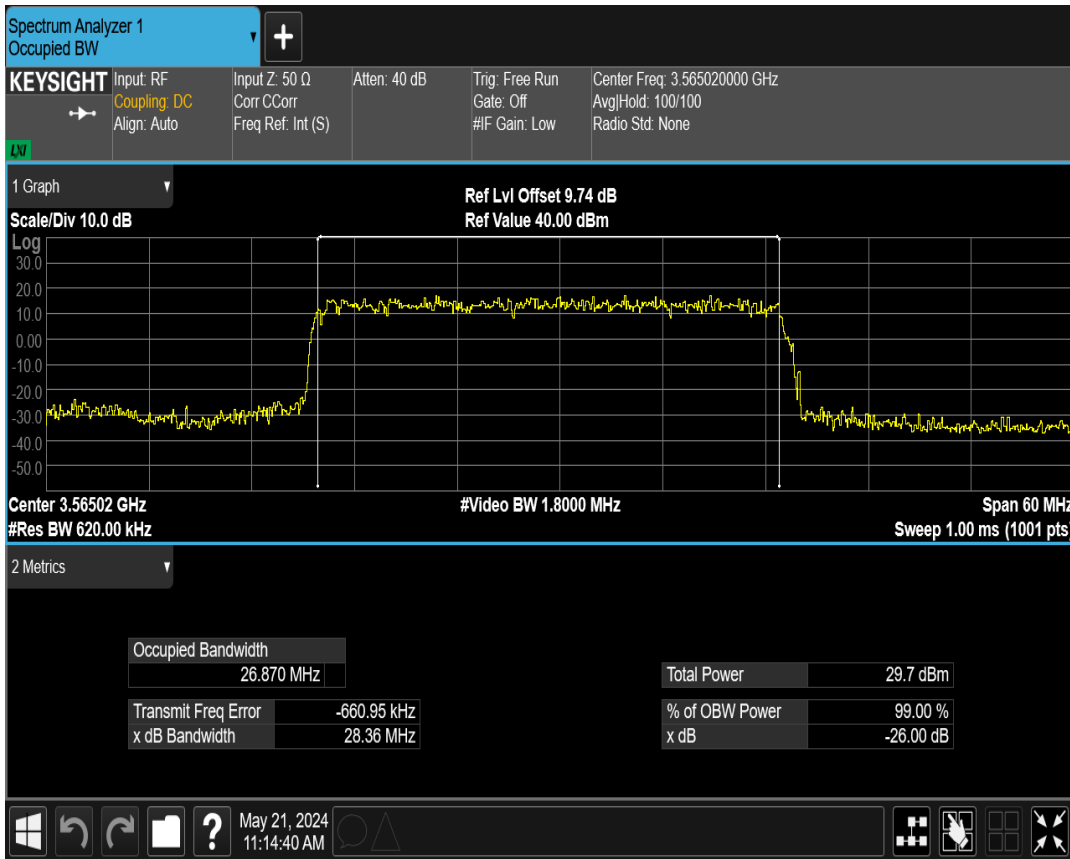 Spectrum Analyzer 1
Occupied BW
KEYSIGHT
LXI
Input: RF
Coupling: DC
Align: Auto
Input Z: 50 Ω
Corr CCorr
Freq Ref: Int (S)
Atten: 40 dB
Trig: Free Run
Gate: Off
#IF Gain: Low
Center Freq: 3.565020000 GHz
Avg|Hold: 100/100
Radio Std: None
1 Graph
Scale/Div 10.0 dB
Ref Lvl Offset 9.74 dB
Ref Value 40.00 dBm
Log
30.0
20.0
10.0
0.00
-10.0
-20.0
-30.0
-40.0
-50.0
Center 3.56502 GHz
#Res BW 620.00 kHz
#Video BW 1.8000 MHz
Span 60 MHz
Sweep 1.00 ms (1001 pts)
2 Metrics
Occupied Bandwidth
26.870 MHz
Transmit Freq Error -660.95 kHz
x dB Bandwidth 28.36 MHz
Total Power 29.7 dBm
% of OBW Power 99.00 %
x dB -26.00 dB
May 21, 2024
11:14:40 AM